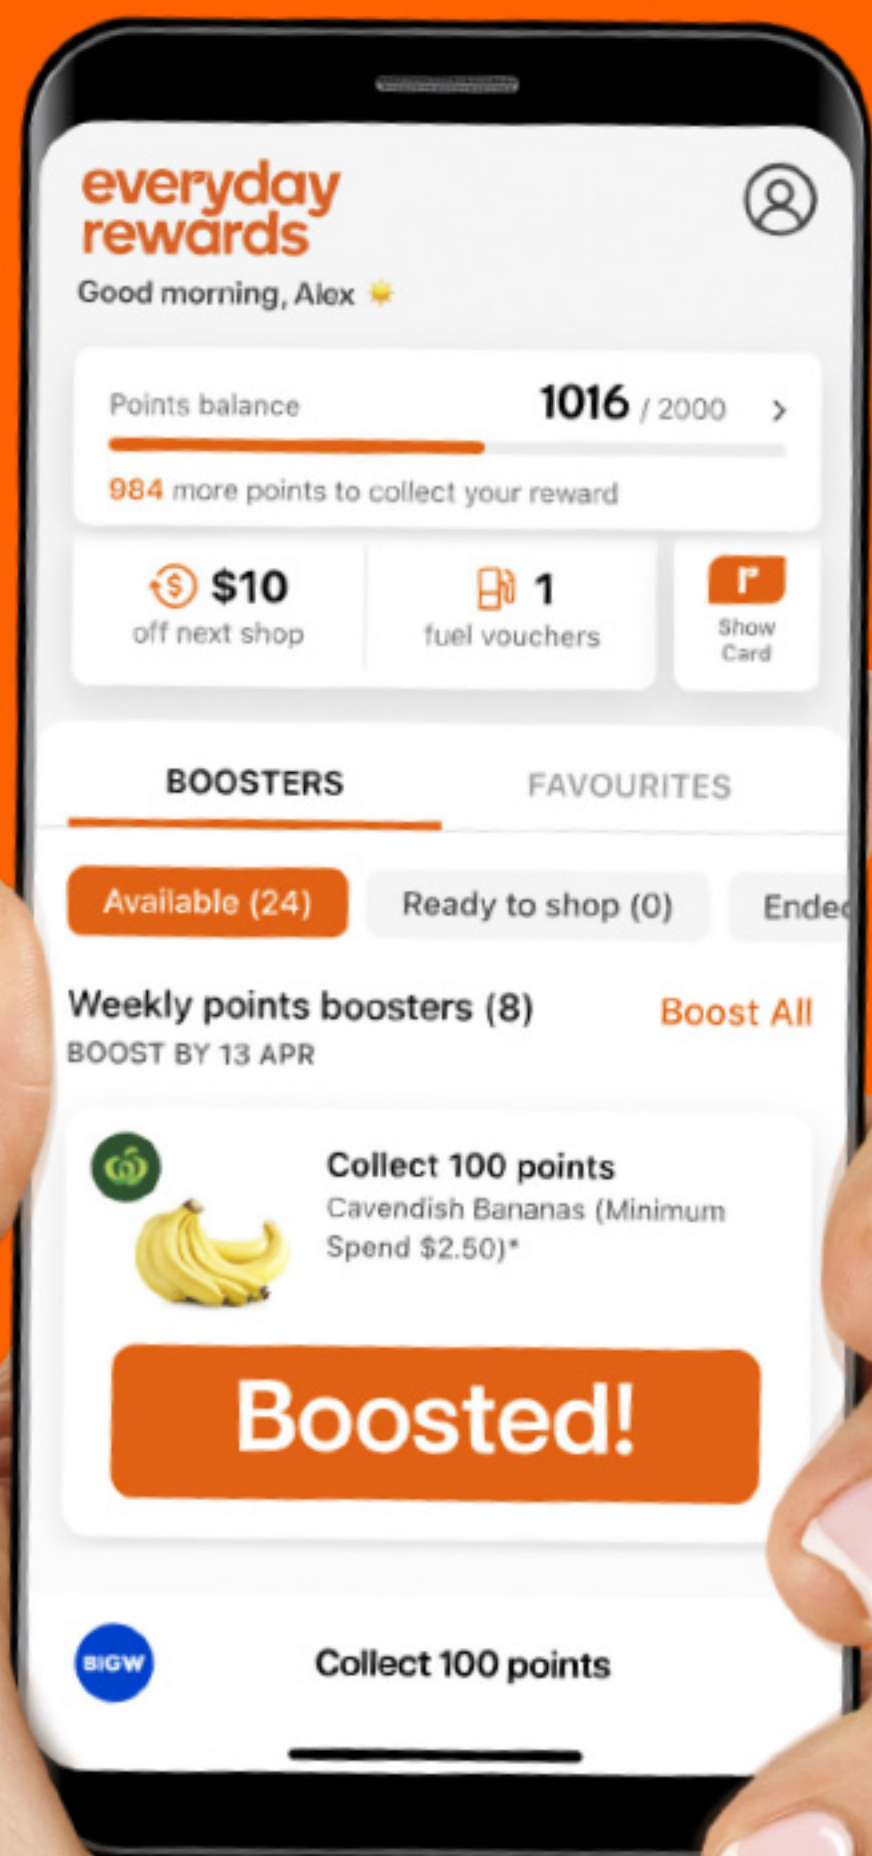 everyday
rewards
Good morning, Alex
Points balance 1016 / 2000
984 more points to collect your reward
$10
off next shop
1
fuel vouchers
Show
Card
BOOSTERS FAVOURITES
Available (24) Ready to shop (0) Ended
Weekly points boosters (8) Boost All
BOOST BY 13 APR
Collect 100 points
Cavendish Bananas (Minimum
Spend $2.50)*
Boosted!
BIGW
Collect 100 points